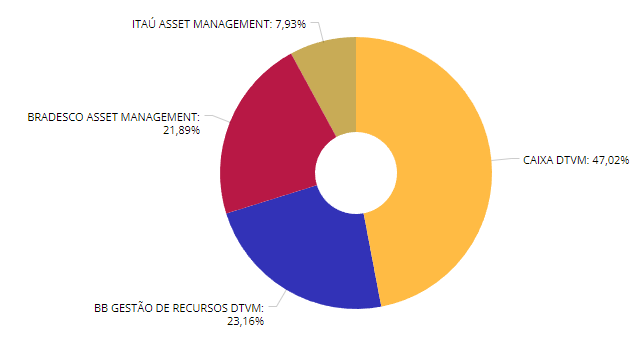 ITAÚ ASSET MANAGEMENT: 7,93%
BRADESCO ASSET MANAGEMENT:
21,89%
CAIXA DTVM: 47,02%
BB GESTÃO DE RECURSOS DTVM:
23,16%